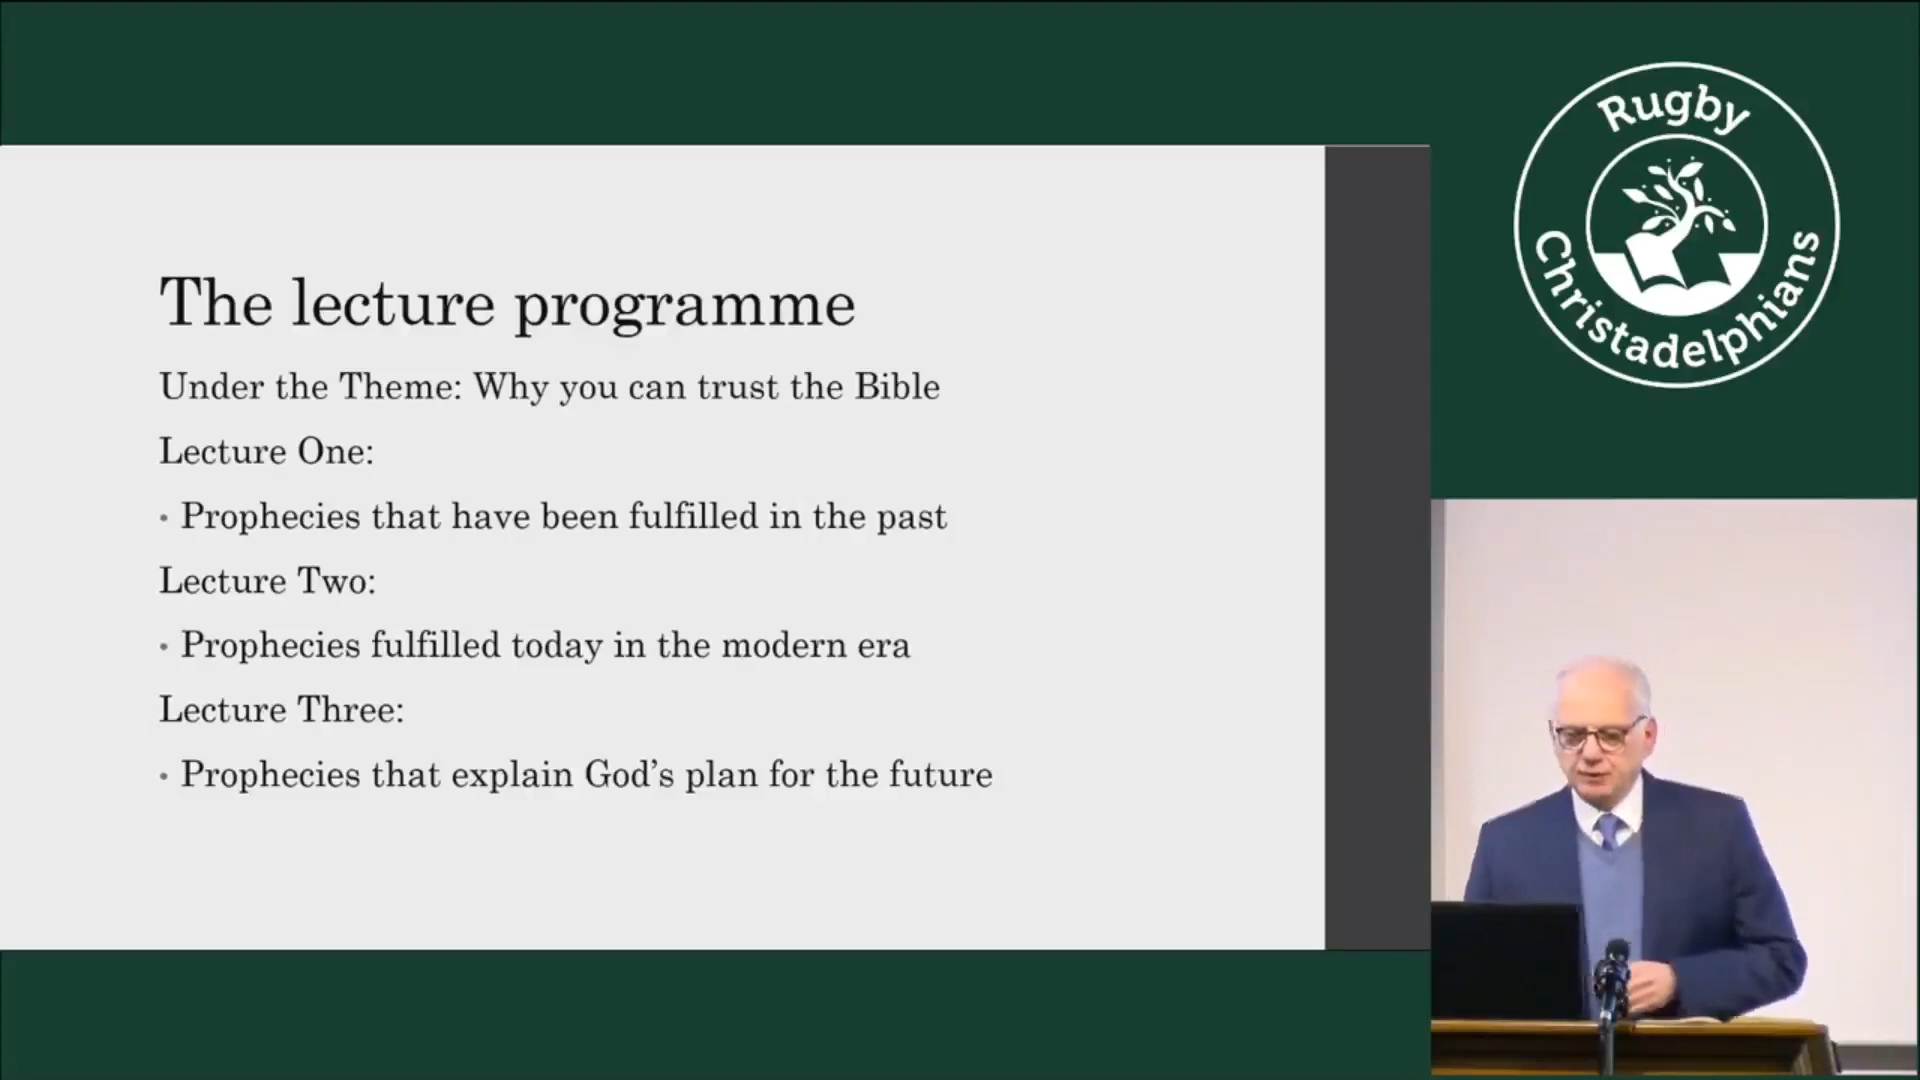 The lecture programme
Under the Theme: Why you can trust the Bible
Lecture One:
• Prophecies that have been fulfilled in the past
Lecture Two:
• Prophecies fulfilled today in the modern era
Lecture Three:
• Prophecies that explain God’s plan for the future
Rugby
Christadelphians